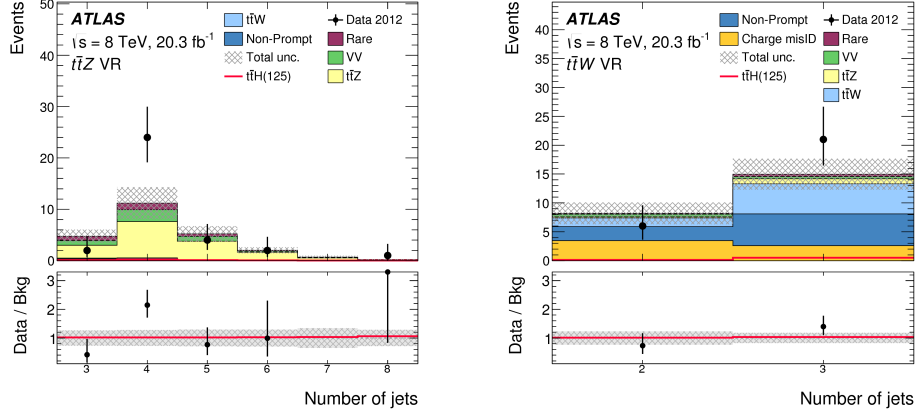 Events
50
40
30
20
10
0
ATLAS
√s = 8 TeV, 20.3 fb⁻¹
tt̄Z VR
tt̄W
Non-Prompt
Total unc.
tt̄H(125)
Data 2012
Rare
VV
tt̄Z
Data / Bkg
3
2
1
3 4 5 6 7 8
Number of jets
Events
40
35
30
25
20
15
10
5
0
ATLAS
√s = 8 TeV, 20.3 fb⁻¹
tt̄W VR
Non-Prompt
Charge misID
Total unc.
tt̄H(125)
Data 2012
Rare
VV
tt̄Z
tt̄W
Data / Bkg
3
2
1
2 3
Number of jets